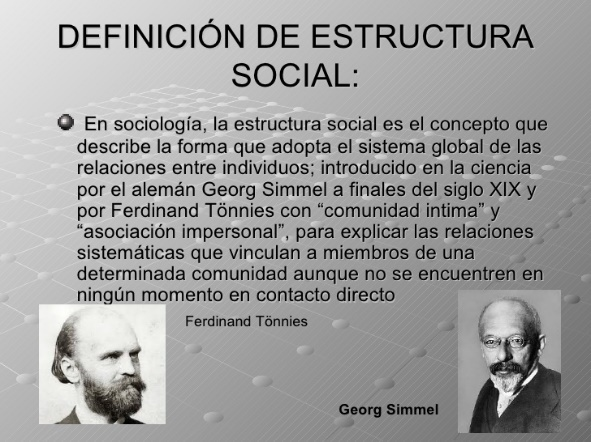 DEFINICIÓN DE ESTRUCTURA
SOCIAL:
En sociología, la estructura social es el concepto que
describe la forma que adopta el sistema global de las
relaciones entre individuos; introducido en la ciencia
por el alemán Georg Simmel a finales del siglo XIX y
por Ferdinand Tönnies con “comunidad intima” y
“asociación impersonal”, para explicar las relaciones
sistemáticas que vinculan a miembros de una
determinada comunidad aunque no se encuentren en
ningún momento en contacto directo
Ferdinand Tönnies
Georg Simmel